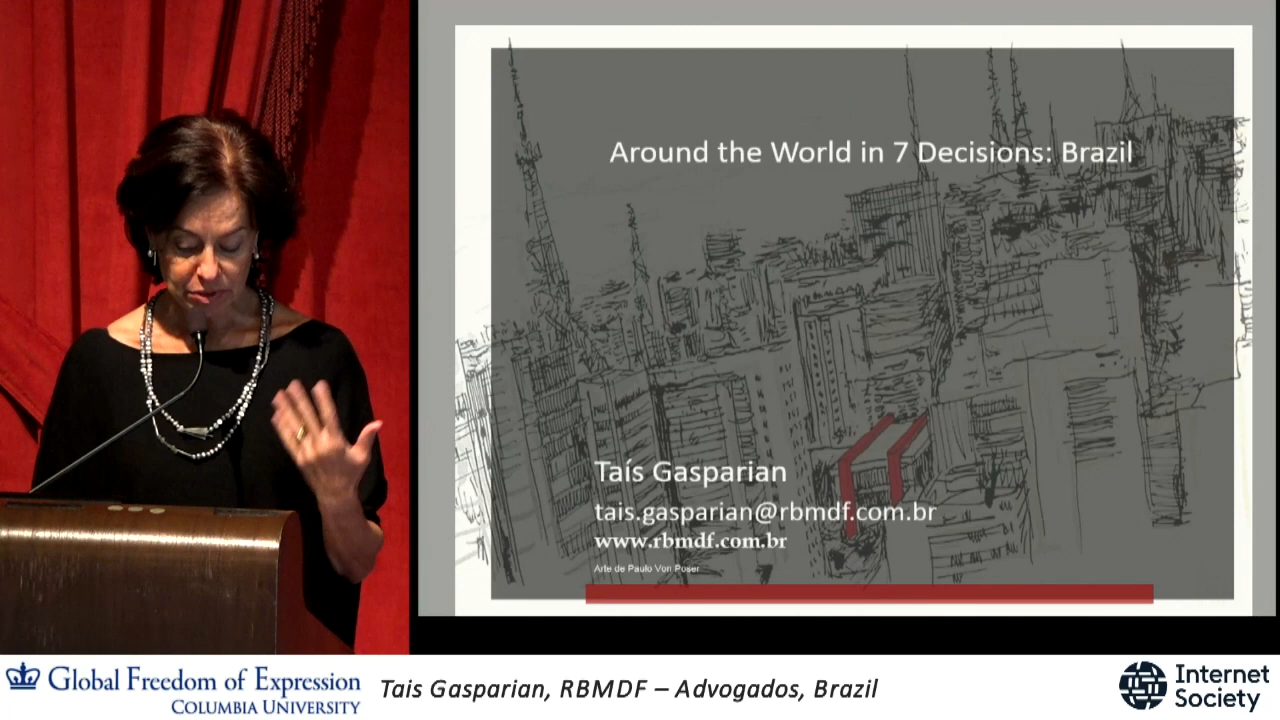 Around the World in 7 Decisions: Brazil
Taís Gasparian
tais.gasparian@rbmdf.com.br
www.rbmdf.com.br
Arte de Paulo Von Poser
Global Freedom of Expression
COLUMBIA UNIVERSITY
Tais Gasparian, RBMDF – Advogados, Brazil
Internet
Society